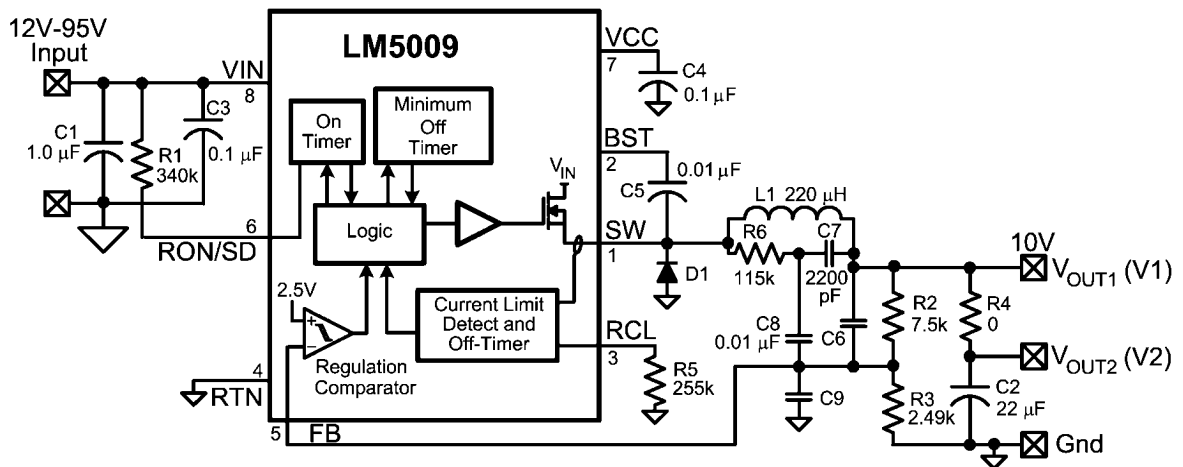 12V-95V
Input
LM5009
VIN
8
C1
1.0 µF
R1
340k
C3
0.1 µF
6
RON/SD
On
Timer
Minimum
Off
Timer
Logic
VIN
VCC
7
C4
0.1 µF
BST
2
0.01 µF
C5
SW
1
D1
L1 220 µH
R6
115k
C7
2200
pF
C8
0.01 µF
C6
C9
R2
7.5k
R3
2.49k
R4
0
C2
22 µF
10V
VOUT1 (V1)
VOUT2 (V2)
Gnd
2.5V
+
−
Regulation
Comparator
Current Limit
Detect and
Off-Timer
RCL
3
R5
255k
4
RTN
5
FB